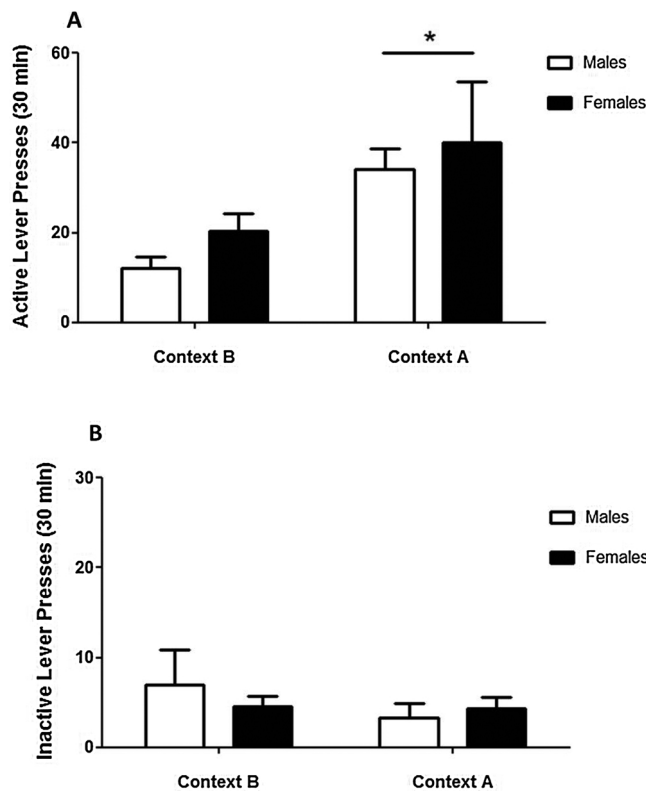 A
Active Lever Presses (30 min)
60
40
20
0
*
Males
Females
Context B
Context A
B
Inactive Lever Presses (30 min)
30
20
10
0
Males
Females
Context B
Context A